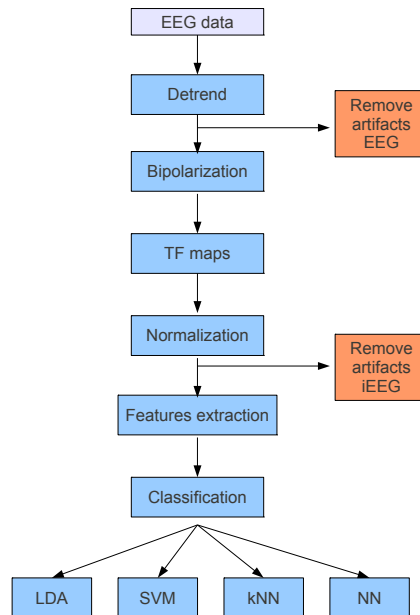 EEG data
Detrend
Remove
artifacts
EEG
Bipolarization
TF maps
Normalization
Remove
artifacts
iEEG
Features extraction
Classification
LDA
SVM
kNN
NN